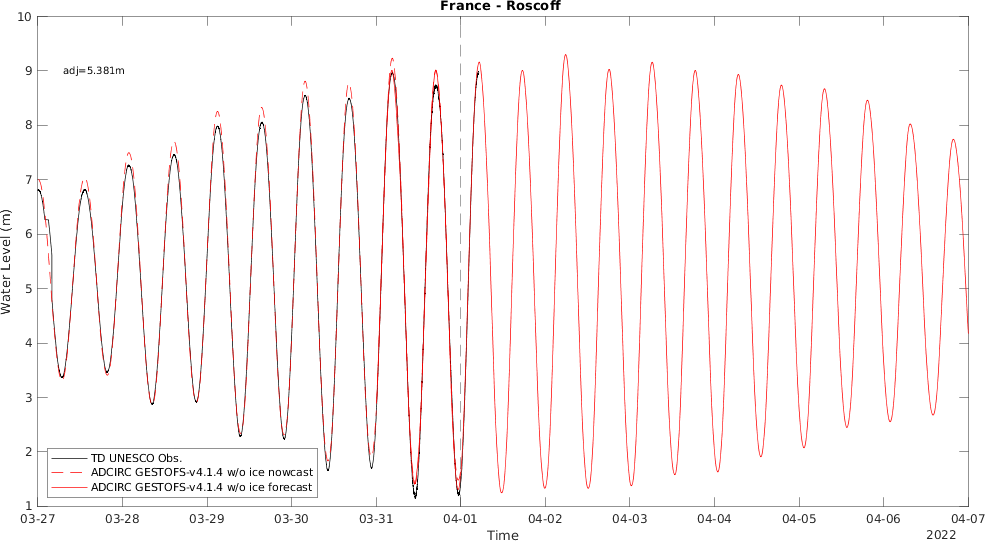 France - Roscoff
10
9
8
7
6
5
4
3
2
1
Water Level (m)
adj=5.381m
TD UNESCO Obs.
ADCIRC GESTOFS-v4.1.4 w/o ice nowcast
ADCIRC GESTOFS-v4.1.4 w/o ice forecast
03-27 03-28 03-29 03-30 03-31 04-01 04-02 04-03 04-04 04-05 04-06 04-07
Time
2022